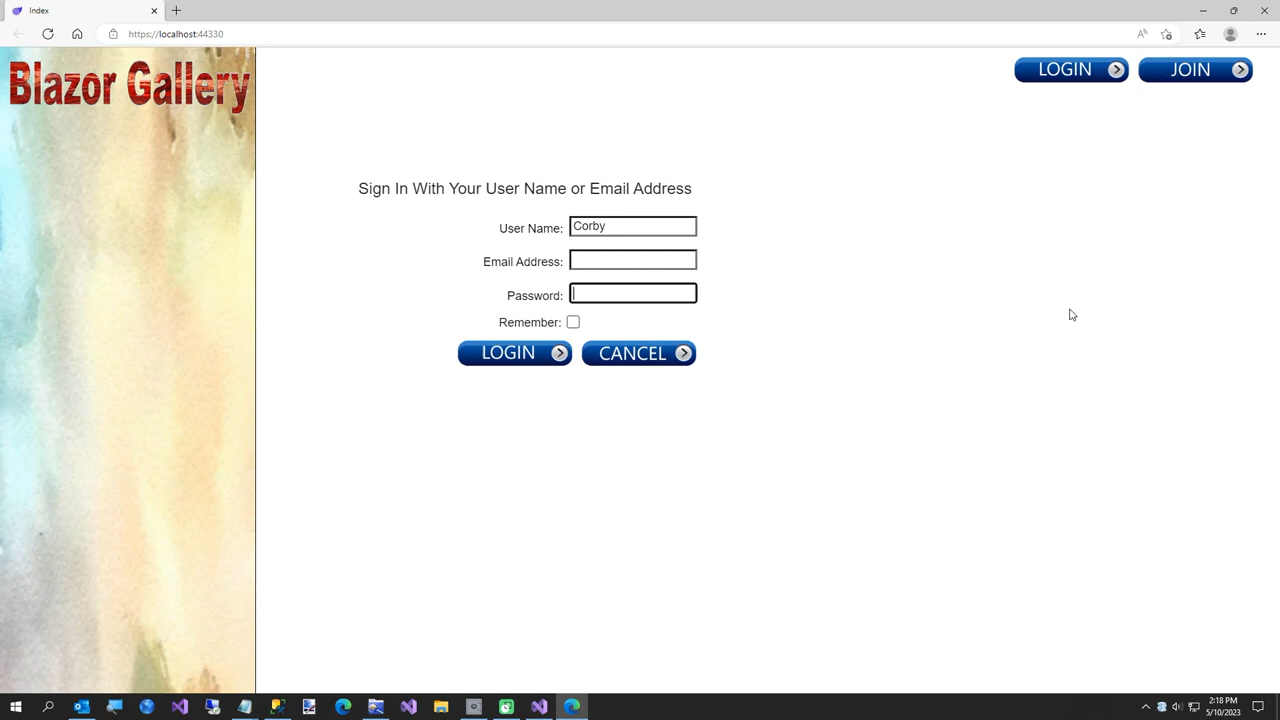 Index
https://localhost:44330
Blazor Gallery
LOGIN
JOIN
Sign In With Your User Name or Email Address
User Name: Corby
Email Address:
Password:
Remember:
LOGIN
CANCEL
2:18 PM
5/10/2023